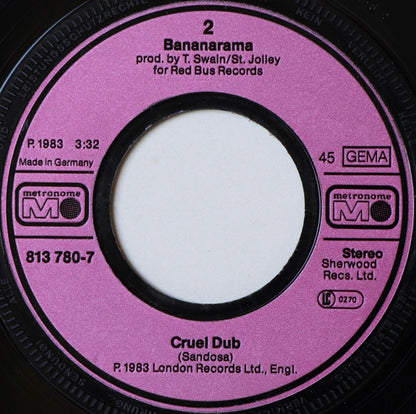 2
Bananarama
prod. by T. Swain/St. Jolley
for Red Bus Records
P. 1983 3:32
Made in Germany
45 GEMA
metronome
M
metronome
M
813 780-7
Stereo
Sherwood
Recs. Ltd.
LC 0270
Cruel Dub
(Sandosa)
P. 1983 London Records Ltd., Engl.